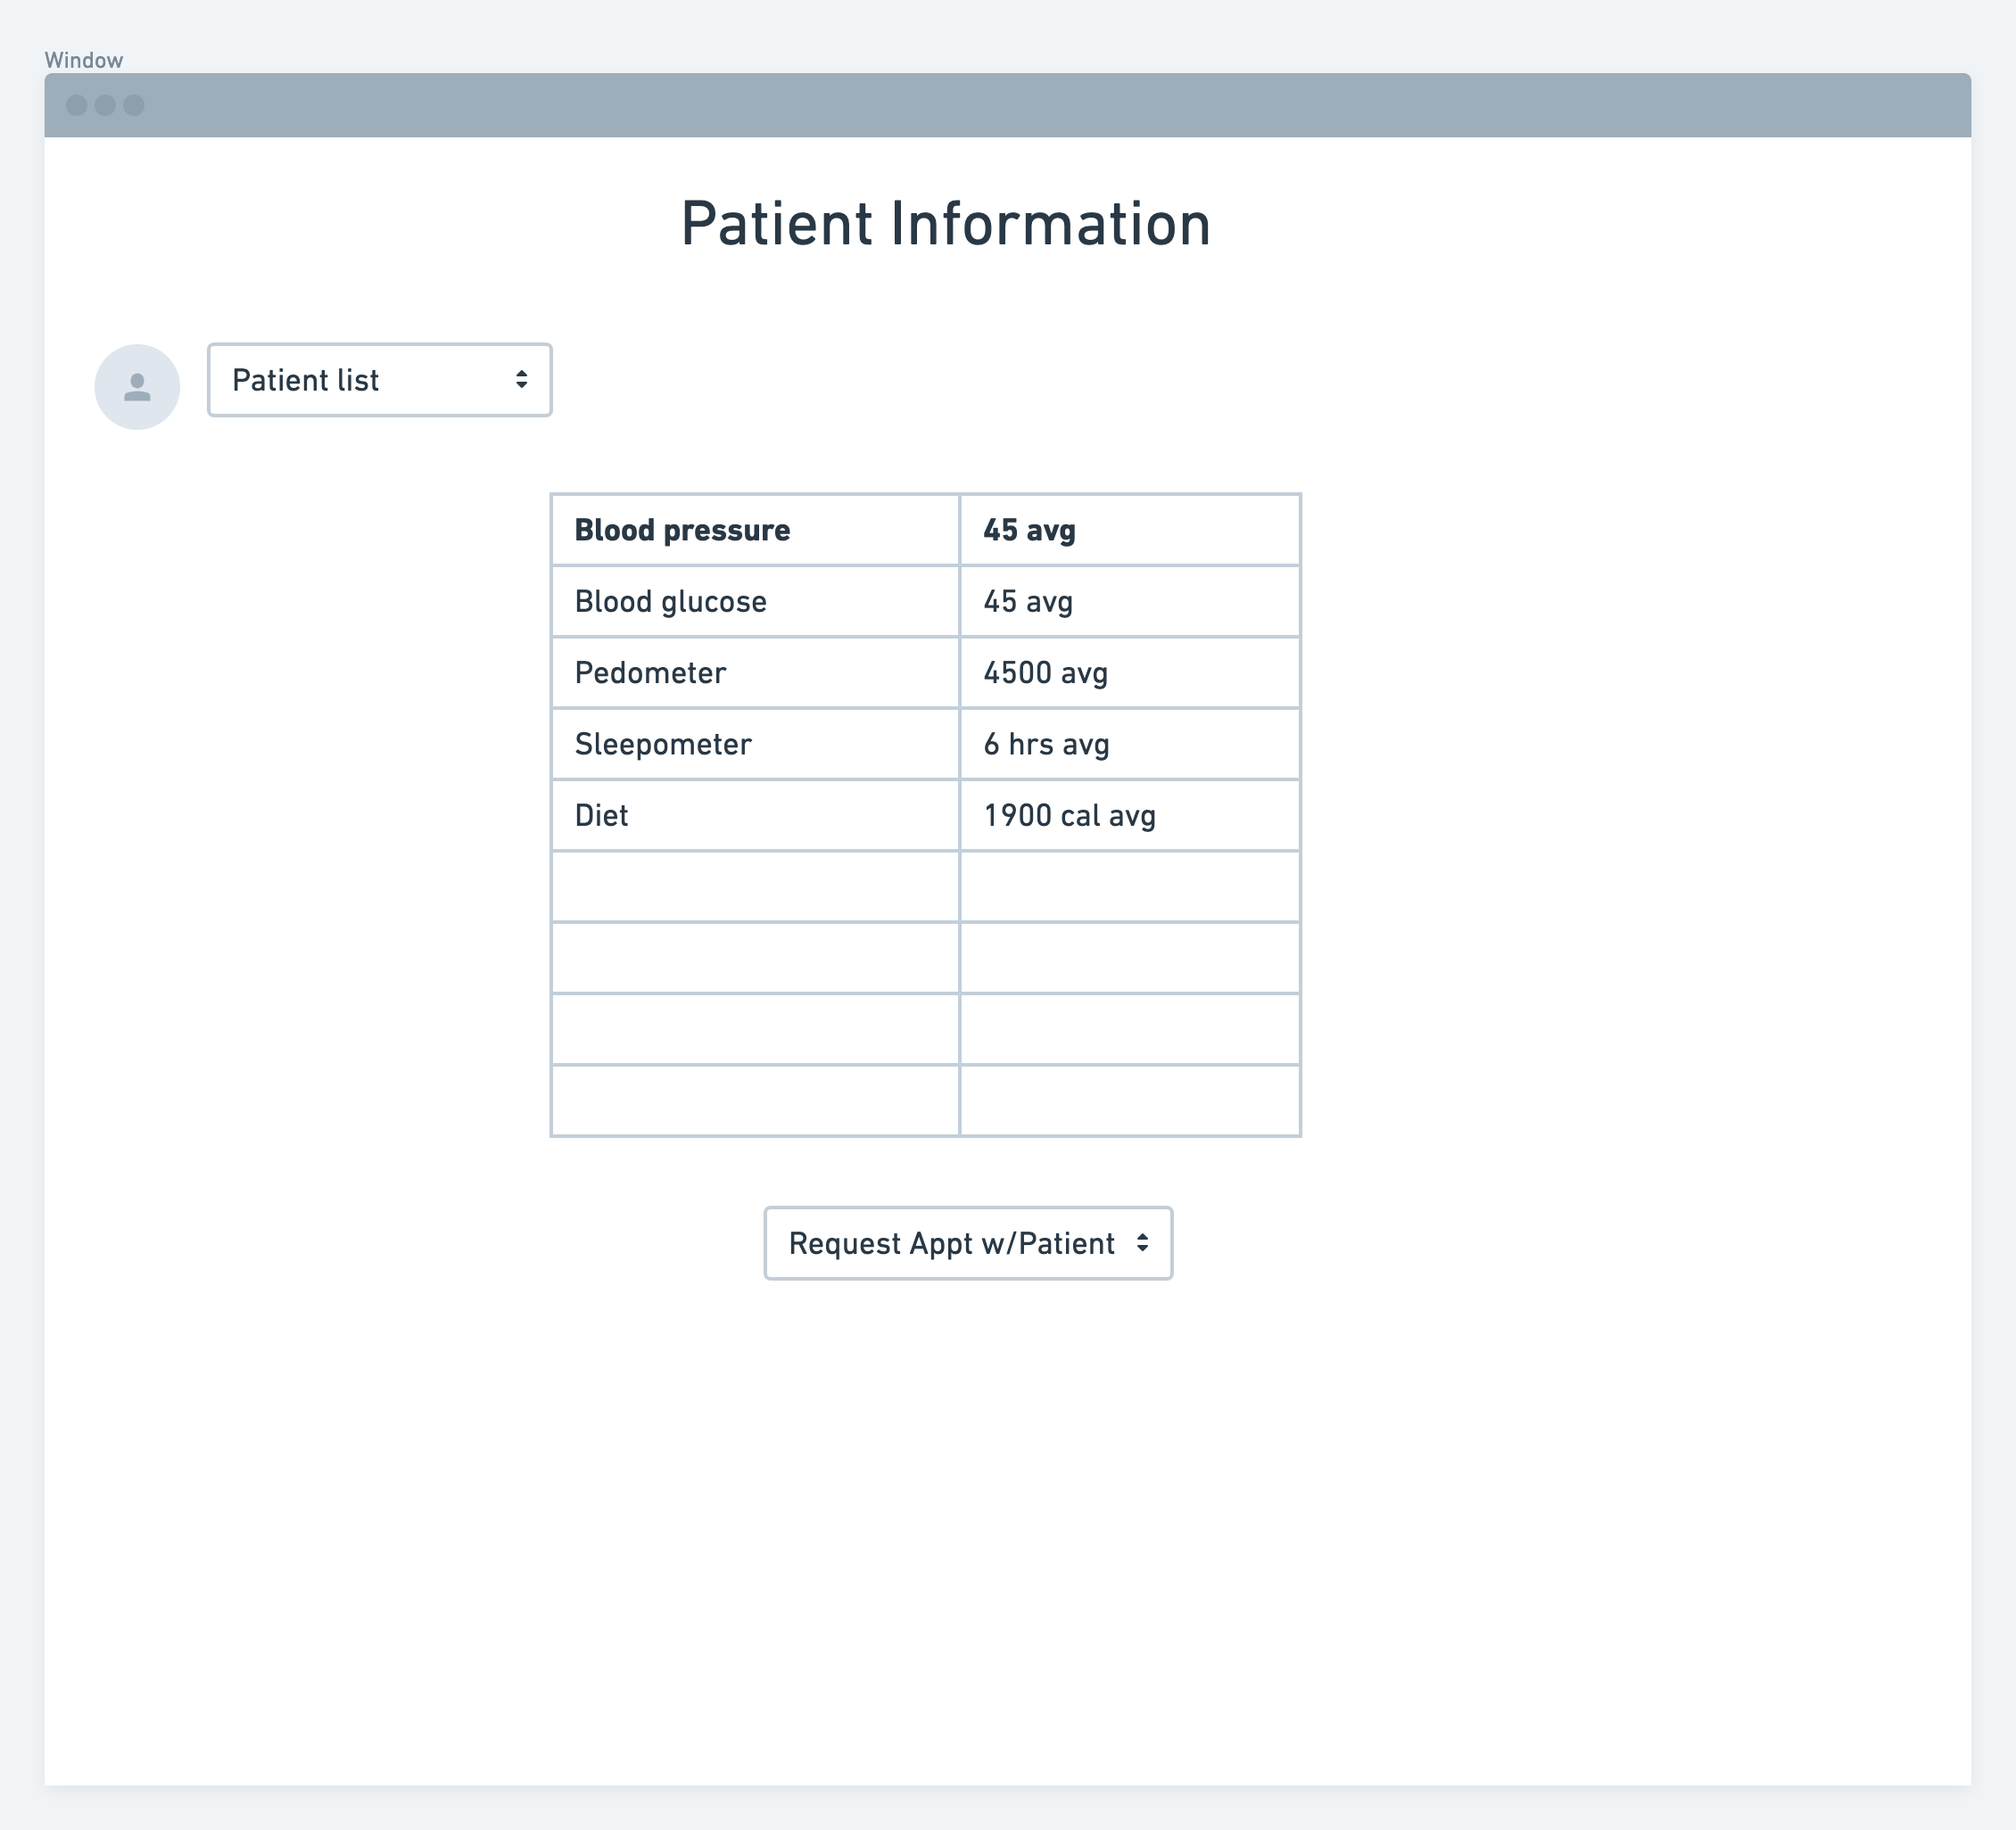 Window
Patient Information
Patient list
Blood pressure 45 avg
Blood glucose 45 avg
Pedometer 4500 avg
Sleepometer 6 hrs avg
Diet 1900 cal avg
Request Appt w/Patient